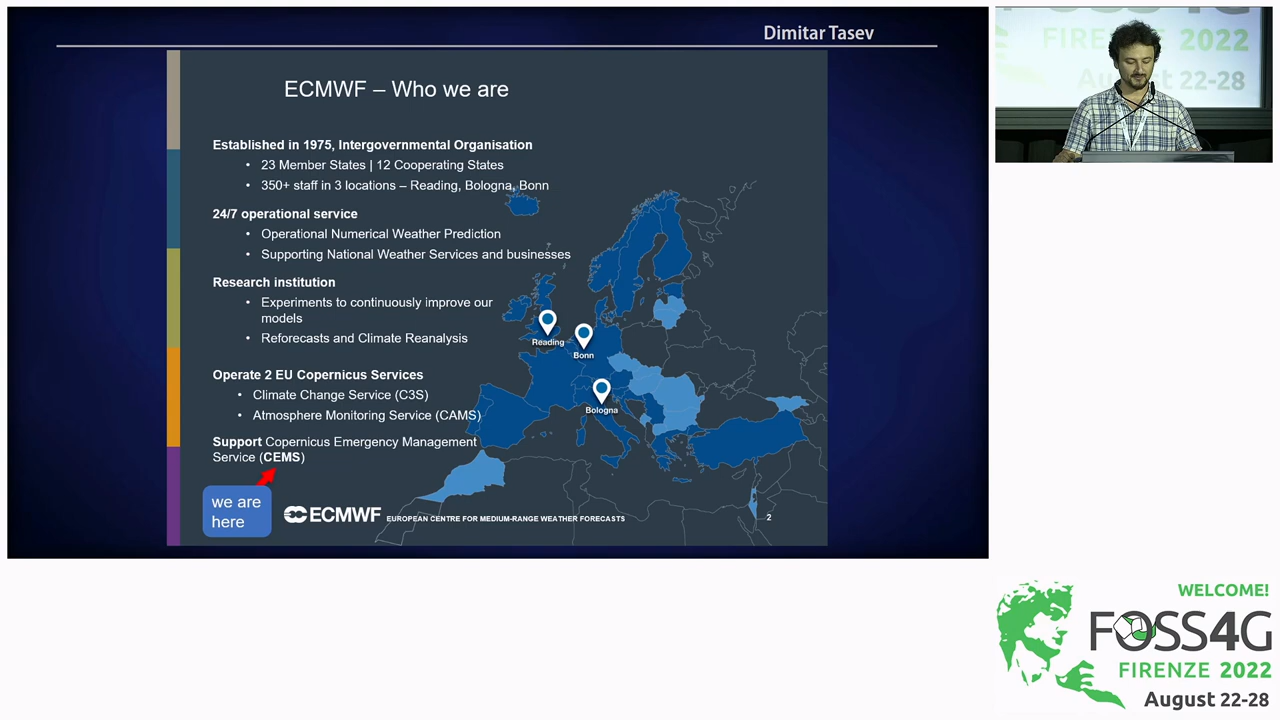 Dimitar Tasev
ECMWF – Who we are
Established in 1975, Intergovernmental Organisation
• 23 Member States | 12 Cooperating States
• 350+ staff in 3 locations – Reading, Bologna, Bonn
24/7 operational service
• Operational Numerical Weather Prediction
• Supporting National Weather Services and businesses
Research institution
• Experiments to continuously improve our
models
• Reforecasts and Climate Reanalysis
Operate 2 EU Copernicus Services
• Climate Change Service (C3S)
• Atmosphere Monitoring Service (CAMS)
Support Copernicus Emergency Management
Service (CEMS)
we are
here
Reading
Bonn
Bologna
ECMWF EUROPEAN CENTRE FOR MEDIUM-RANGE WEATHER FORECASTS
2
FIRENZE 2022
August 22-28
WELCOME!
FOSS4G
FIRENZE 2022
August 22-28